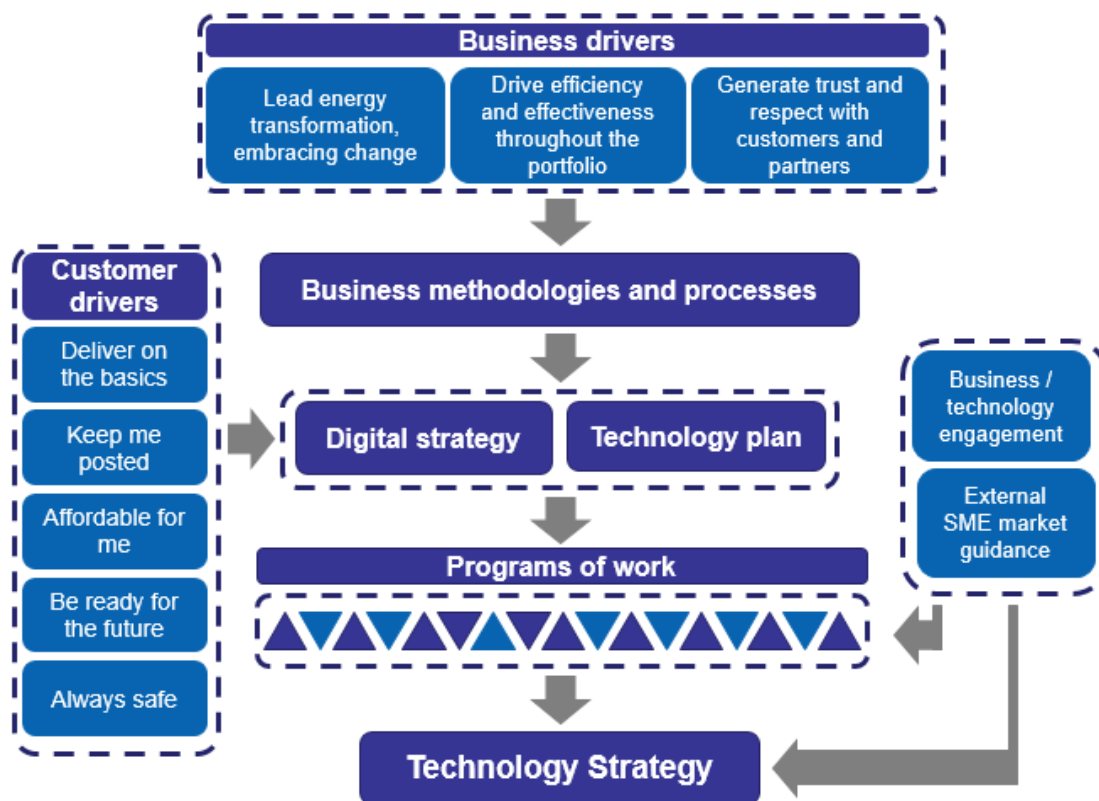 Business drivers
Lead energy
transformation,
embracing change
Drive efficiency
and effectiveness
throughout the
portfolio
Generate trust and
respect with
customers and
partners
Business methodologies and processes
Customer
drivers
Deliver on
the basics
Keep me
posted
Affordable for
me
Be ready for
the future
Always safe
Digital strategy
Technology plan
Business /
technology
engagement
External
SME market
guidance
Programs of work
Technology Strategy